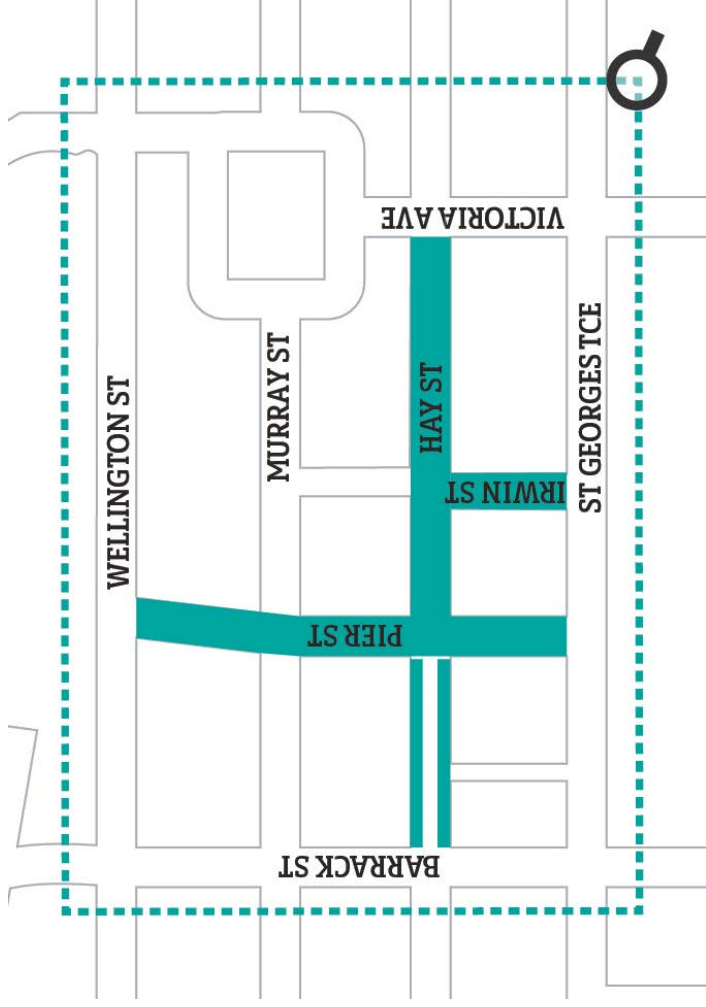 VICTORIA AVE
MURRAY ST
HAY ST
ST GEORGES TCE
WELLINGTON ST
IRWIN ST
PIER ST
BARRACK ST